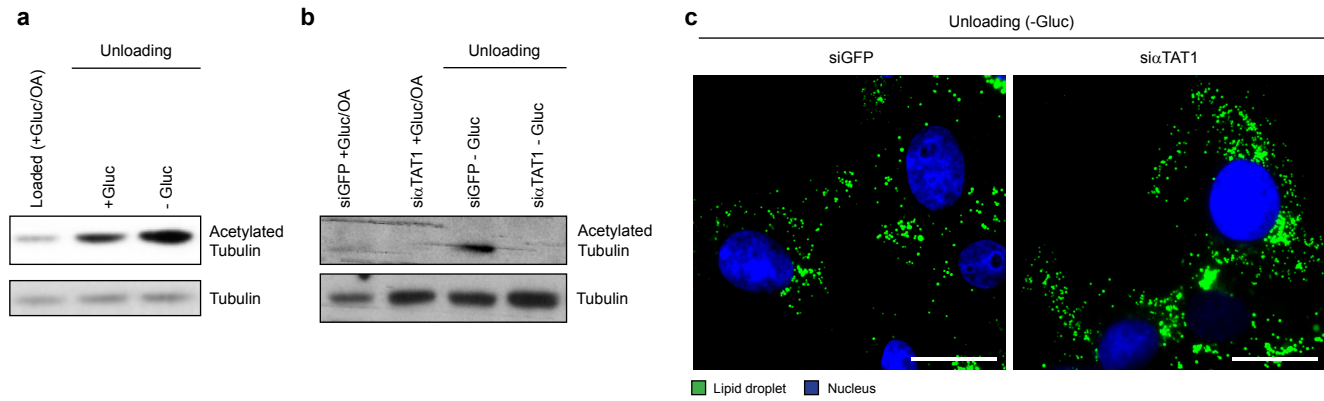 a
Unloading
Loaded (+Gluc/OA)
+Gluc
- Gluc
Acetylated
Tubulin
Tubulin
b
Unloading
siGFP +Gluc/OA
siαTAT1 +Gluc/OA
siGFP - Gluc
siαTAT1 - Gluc
Acetylated
Tubulin
Tubulin
c
Unloading (-Gluc)
siGFP
siαTAT1
Lipid droplet
Nucleus